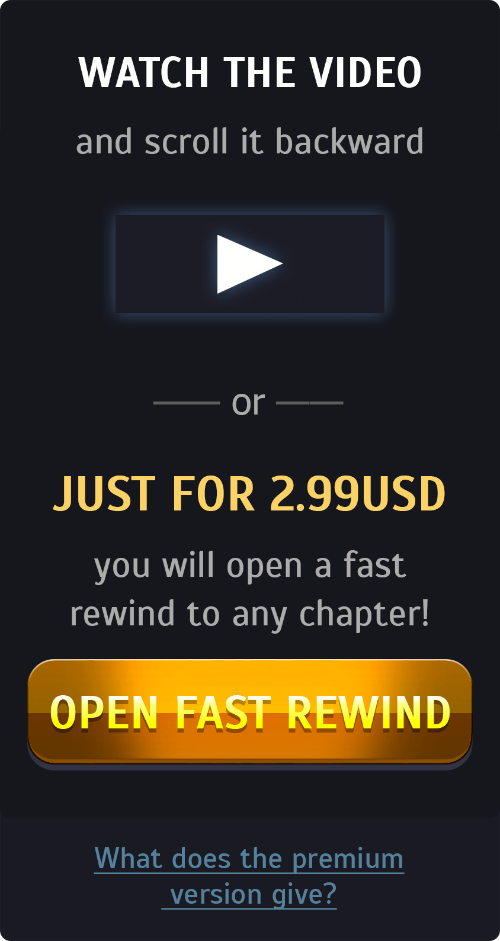 WATCH THE VIDEO
and scroll it backward
or
JUST FOR 2.99USD
you will open a fast
rewind to any chapter!
OPEN FAST REWIND
What does the premium
version give?